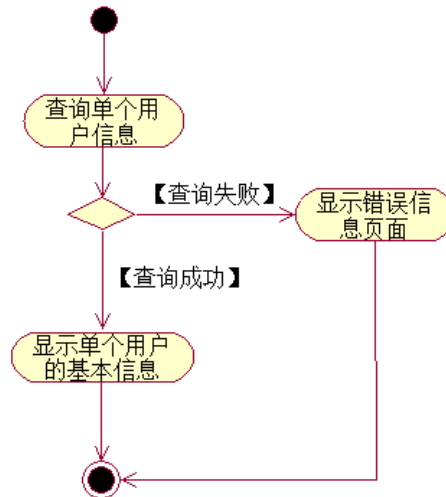 查询单个用
户信息
【查询失败】
显示错误信
息页面
【查询成功】
显示单个用户
的基本信息